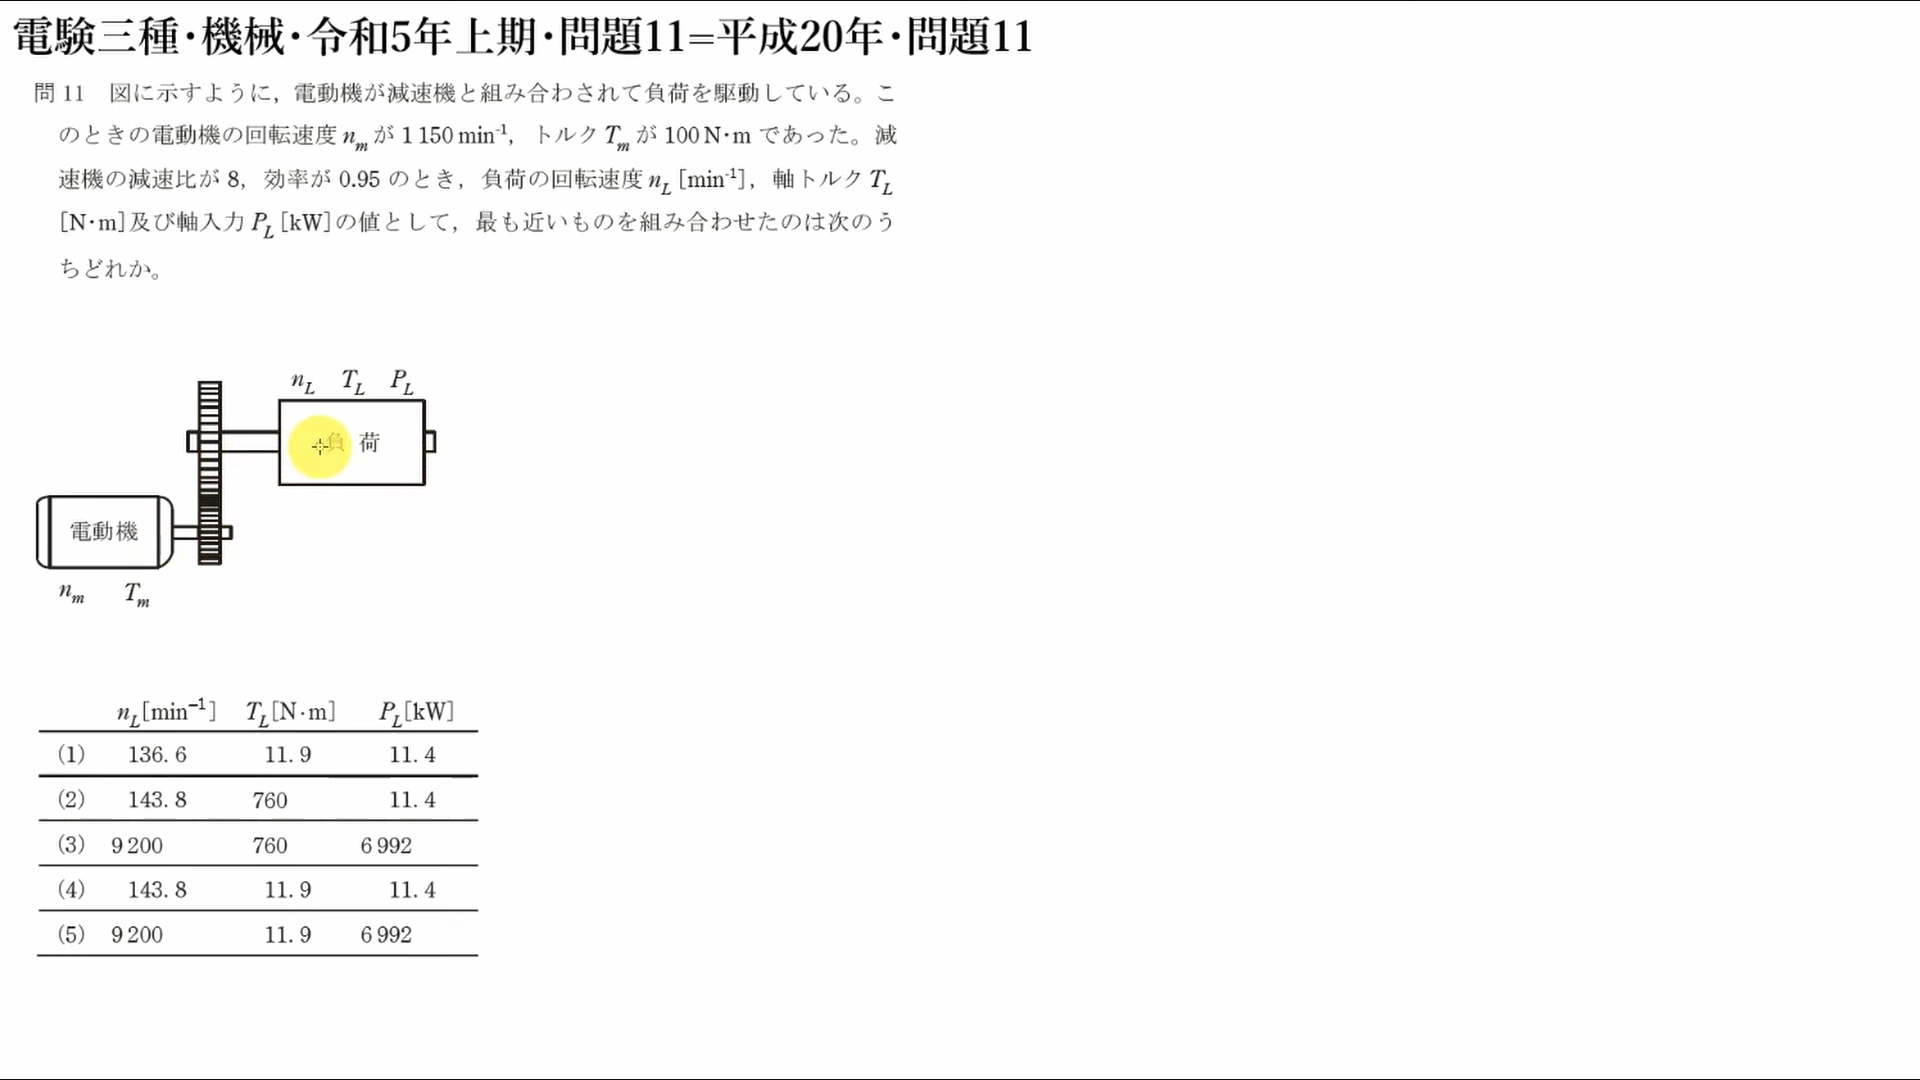 電験三種・機械・令和5年上期・問題11=平成20年・問題11
問 11 図に示すように，電動機が減速機と組み合わされて負荷を駆動している。こ
のときの電動機の回転速度 nm が 1 150 min-1，トルク Tm が 100 N・m であった。減
速機の減速比が 8，効率が 0.95 のとき，負荷の回転速度 nL [min-1]，軸トルク TL
[N・m]及び軸入力 PL [kW]の値として，最も近いものを組み合わせたのは次のう
ちどれか。
nL TL PL
負 荷
電動機
nm Tm
nL[min−1] TL[N·m] PL[kW]
(1) 136.6 11.9 11.4
(2) 143.8 760 11.4
(3) 9 200 760 6 992
(4) 143.8 11.9 11.4
(5) 9 200 11.9 6 992